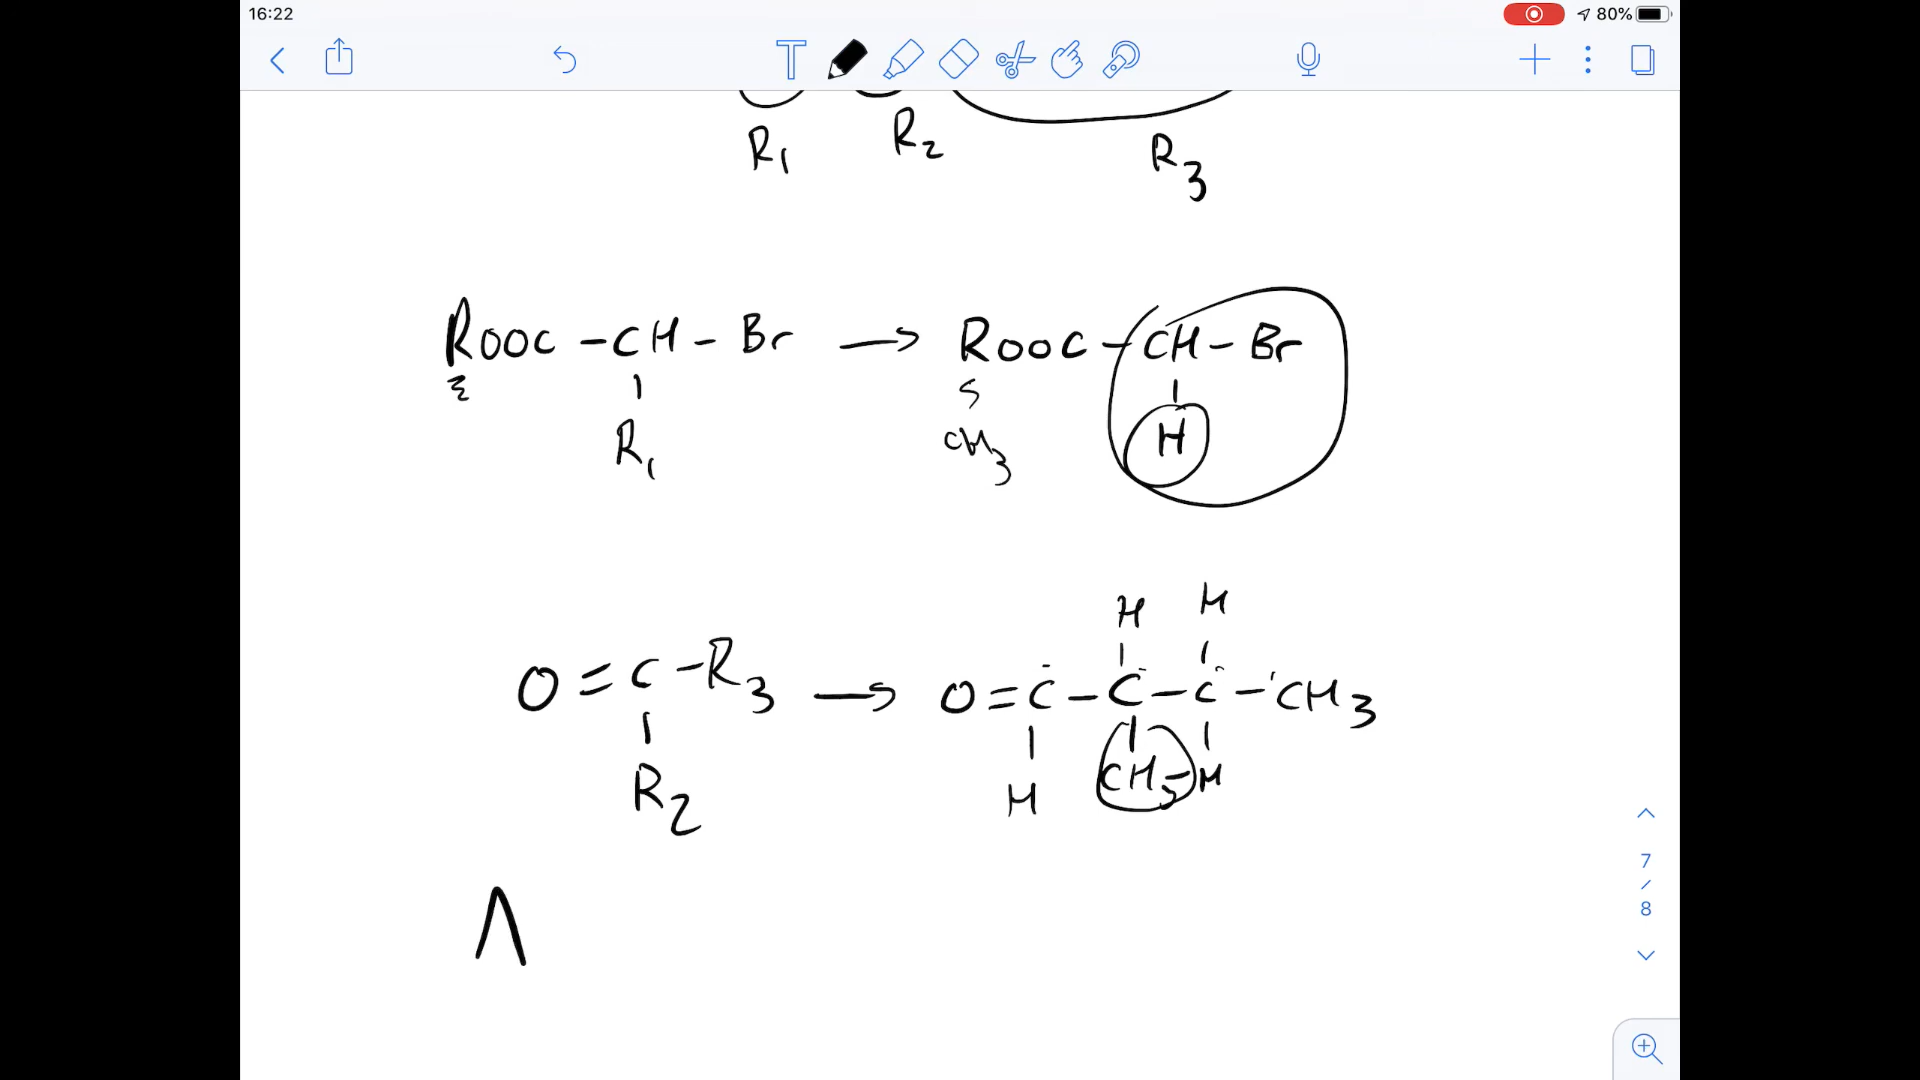 16:22
80%
R1 R2 R3
ROOC - CH - Br → ROOC - CH - Br
R1
CH3
H
H H
O = C - R3 → O = C - C - C - CH3
R2
H CH3 H
7
/
8